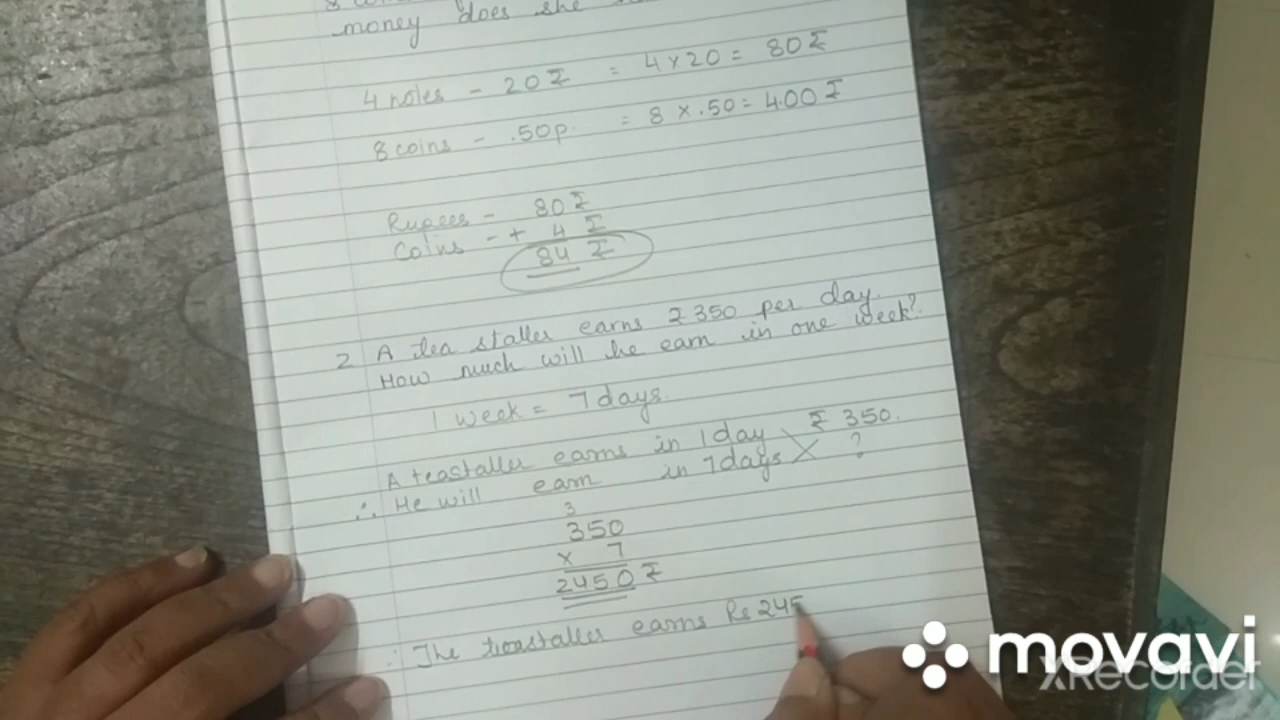 money does she
4 notes - 20₹ = 4×20 = 80₹
8 coins - .50p. = 8 × .50 = 4.00 ₹
Rupees - 80₹
Coins - + 4 ₹
84 ₹
2 A tea staller earns ₹350 per day.
How much will he earn in one week?
1 week = 7 days.
A teastaller earns in 1 day ₹ 350.
∴ He will earn in 7 days ?
3
350
× 7
2450 ₹
∴ The teastaller earns Rs 245
movavi
XRecorder